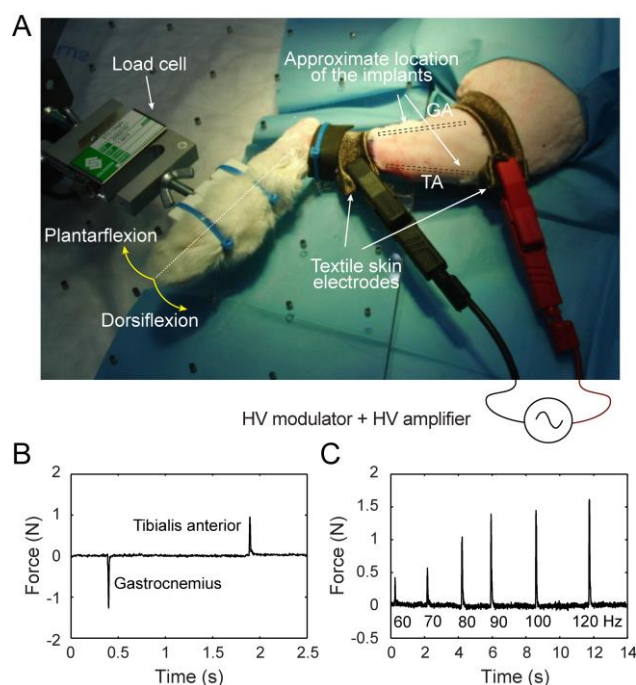 A
Load cell
Approximate location
of the implants
GA
TA
Plantarflexion
Dorsiflexion
Textile skin
electrodes
HV modulator + HV amplifier
B
2
1
0
-1
-2
Force (N)
Tibialis anterior
Gastrocnemius
0
0.5
1
1.5
2
2.5
Time (s)
C
2
1.5
1
0.5
0
-0.5
Force (N)
60 70 80 90 100 120 Hz
0 2 4 6 8 10 12 14
Time (s)